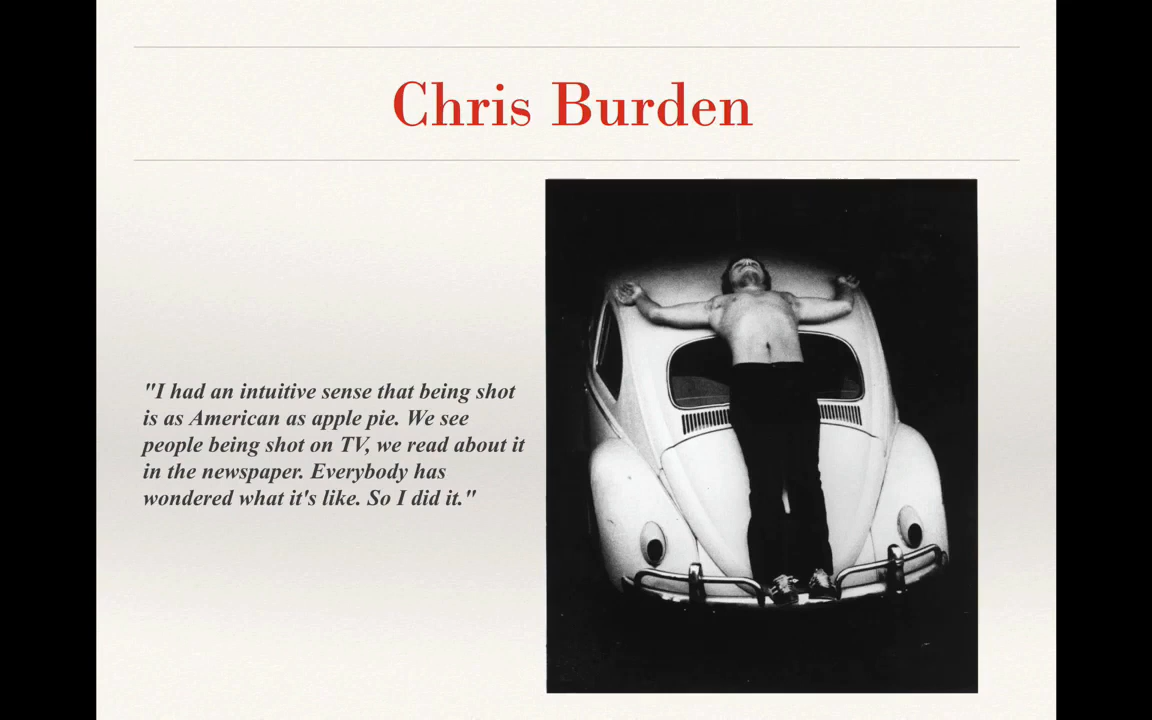 Chris Burden
"I had an intuitive sense that being shot
is as American as apple pie. We see
people being shot on TV, we read about it
in the newspaper. Everybody has
wondered what it's like. So I did it."